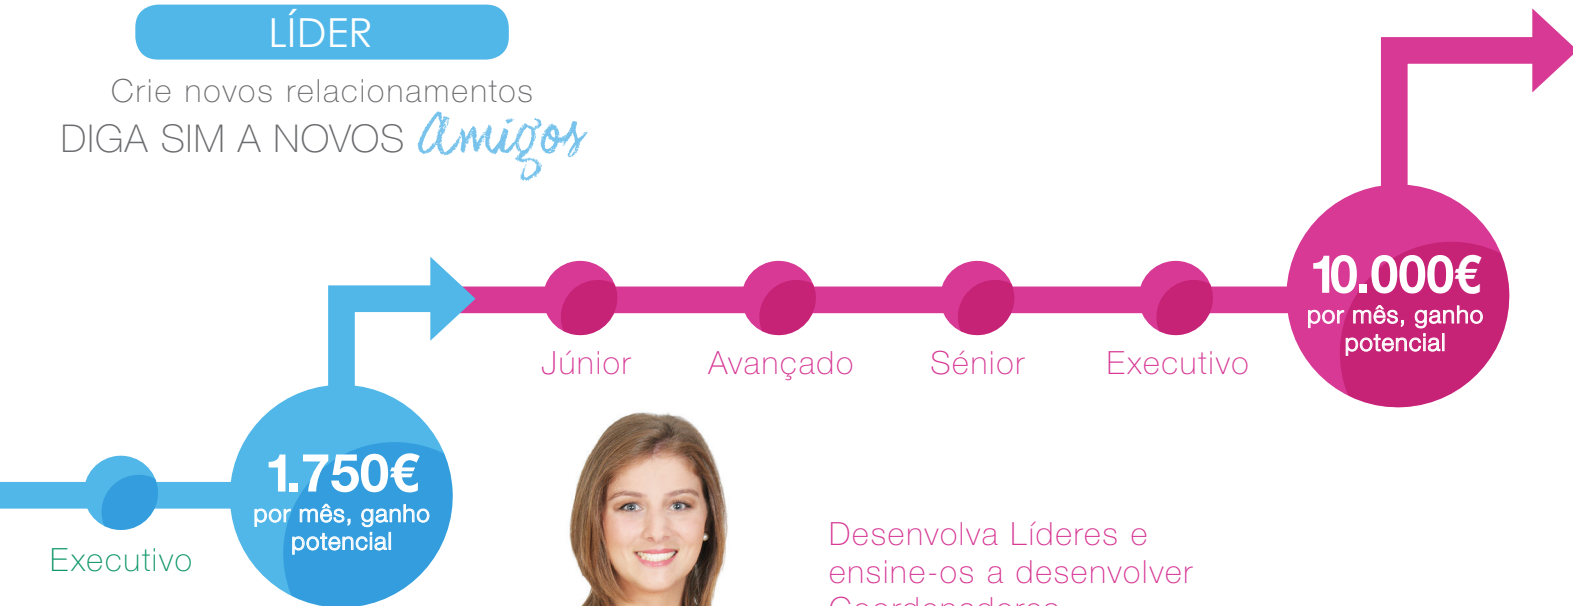 LÍDER
Crie novos relacionamentos
DIGA SIM A NOVOS amigos
10.000€
por mês, ganho
potencial
Júnior
Avançado
Sénior
Executivo
1.750€
por mês, ganho
potencial
Executivo
Desenvolva Líderes e
ensine-os a desenvolver
Coordenadores